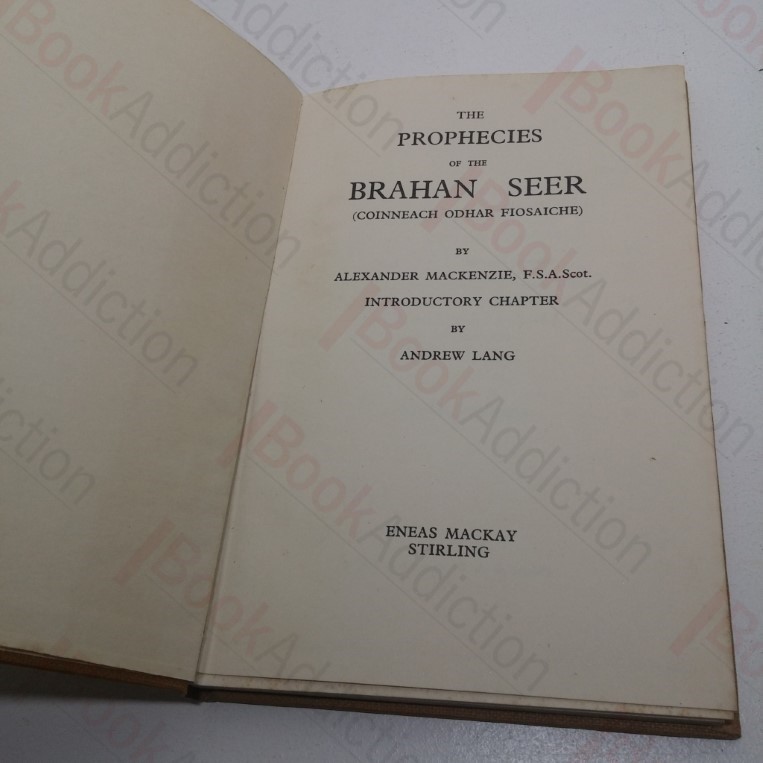 THE
PROPHECIES
OF THE
BRAHAN SEER
(COINNEACH ODHAR FIOSAICHE)
BY
ALEXANDER MACKENZIE, F.S.A.Scot.
INTRODUCTORY CHAPTER
BY
ANDREW LANG
ENEAS MACKAY
STIRLING
iBookAddiction